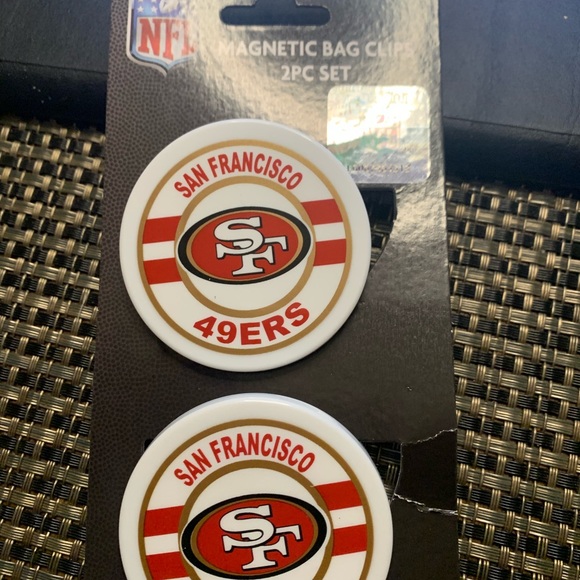 NFL
MAGNETIC BAG CLIPS
2PC SET
SAN FRANCISCO
SF
49ERS
SAN FRANCISCO
SF